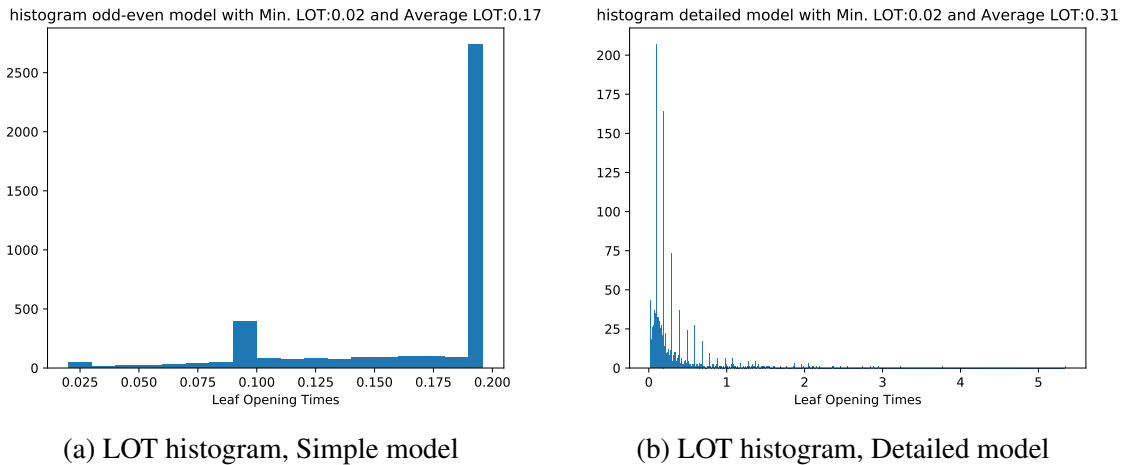 histogram odd-even model with Min. LOT:0.02 and Average LOT:0.17
2500
2000
1500
1000
500
0
0.025 0.050 0.075 0.100 0.125 0.150 0.175 0.200
Leaf Opening Times
(a) LOT histogram, Simple model
histogram detailed model with Min. LOT:0.02 and Average LOT:0.31
200
175
150
125
100
75
50
25
0
0 1 2 3 4 5
Leaf Opening Times
(b) LOT histogram, Detailed model